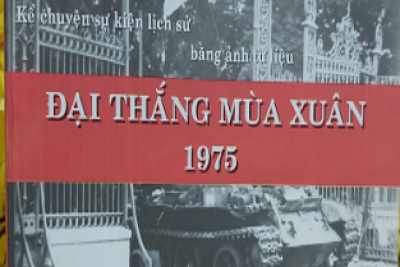 Kể chuyện sự kiện lịch sử
bằng ảnh tư liệu
ĐẠI THẮNG MÙA XUÂN
1975